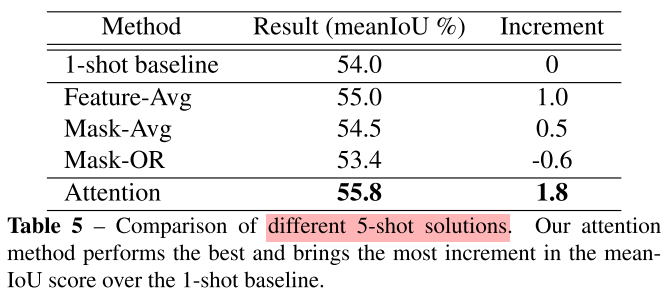 Method Result (meanIoU %) Increment
1-shot baseline 54.0 0
Feature-Avg 55.0 1.0
Mask-Avg 54.5 0.5
Mask-OR 53.4 -0.6
Attention 55.8 1.8
Table 5 – Comparison of different 5-shot solutions. Our attention
method performs the best and brings the most increment in the mean-
IoU score over the 1-shot baseline.